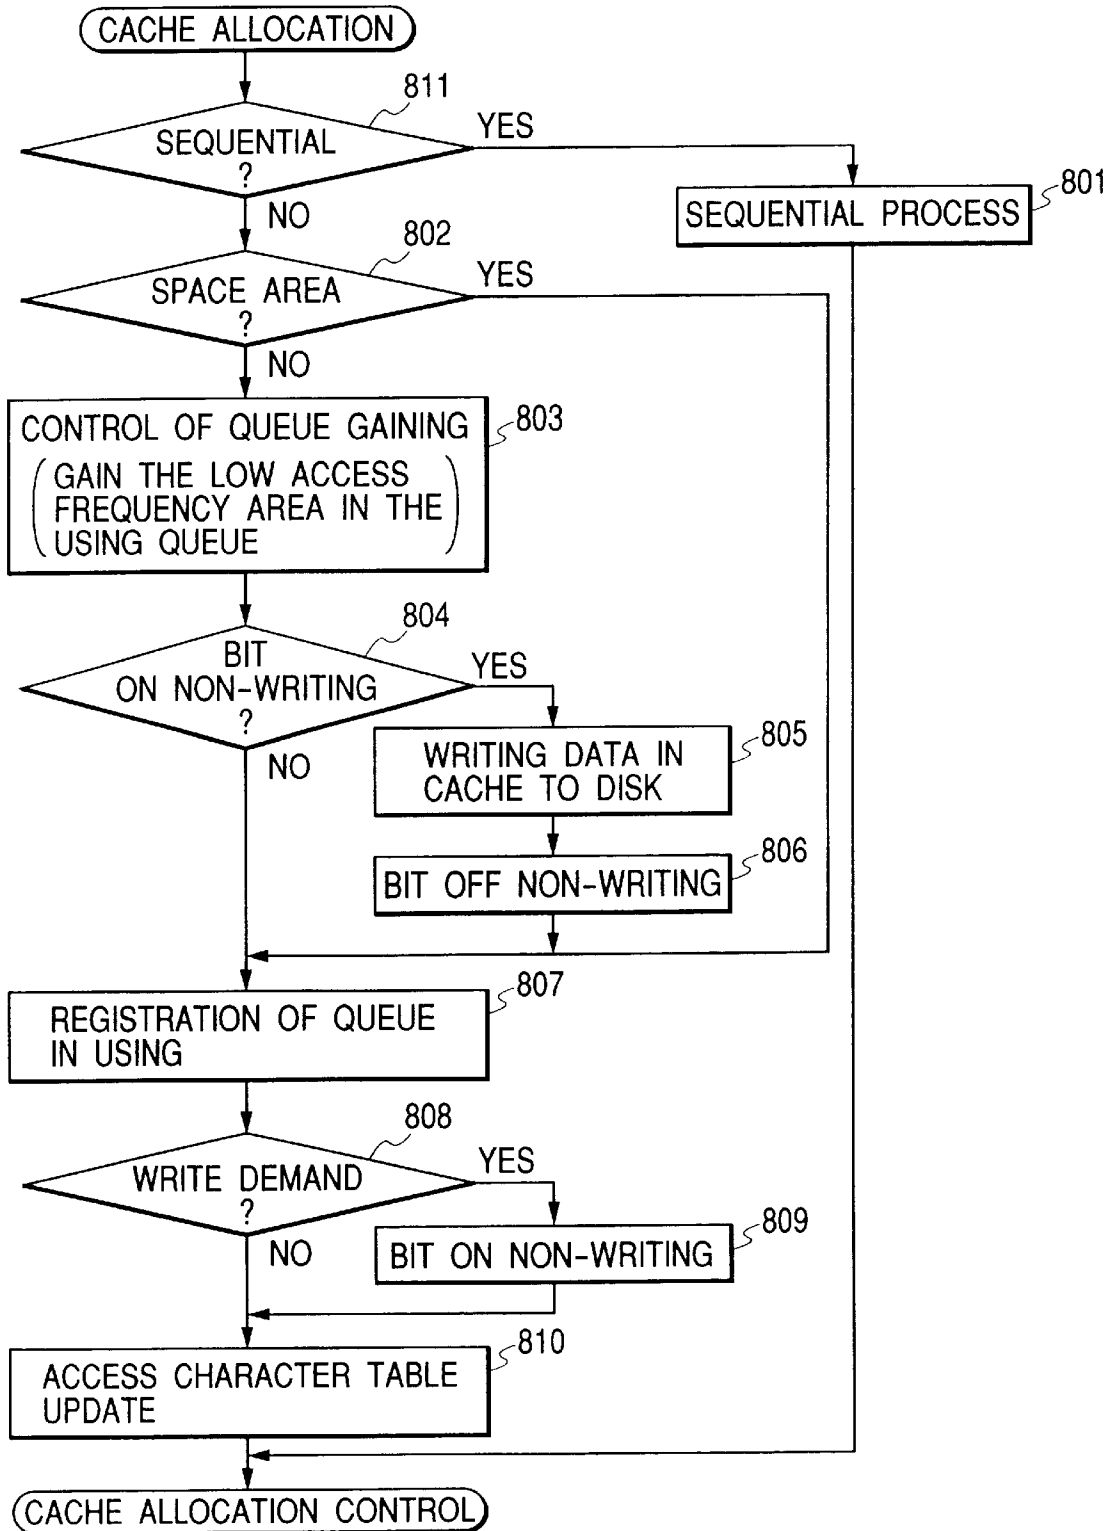 CACHE ALLOCATION
811
SEQUENTIAL
?
YES
NO
801
SEQUENTIAL PROCESS
802
SPACE AREA
?
YES
NO
803
CONTROL OF QUEUE GAINING
(GAIN THE LOW ACCESS
FREQUENCY AREA IN THE
USING QUEUE)
804
BIT
ON NON-WRITING
?
YES
NO
805
WRITING DATA IN
CACHE TO DISK
806
BIT OFF NON-WRITING
807
REGISTRATION OF QUEUE
IN USING
808
WRITE DEMAND
?
YES
NO
809
BIT ON NON-WRITING
810
ACCESS CHARACTER TABLE
UPDATE
CACHE ALLOCATION CONTROL